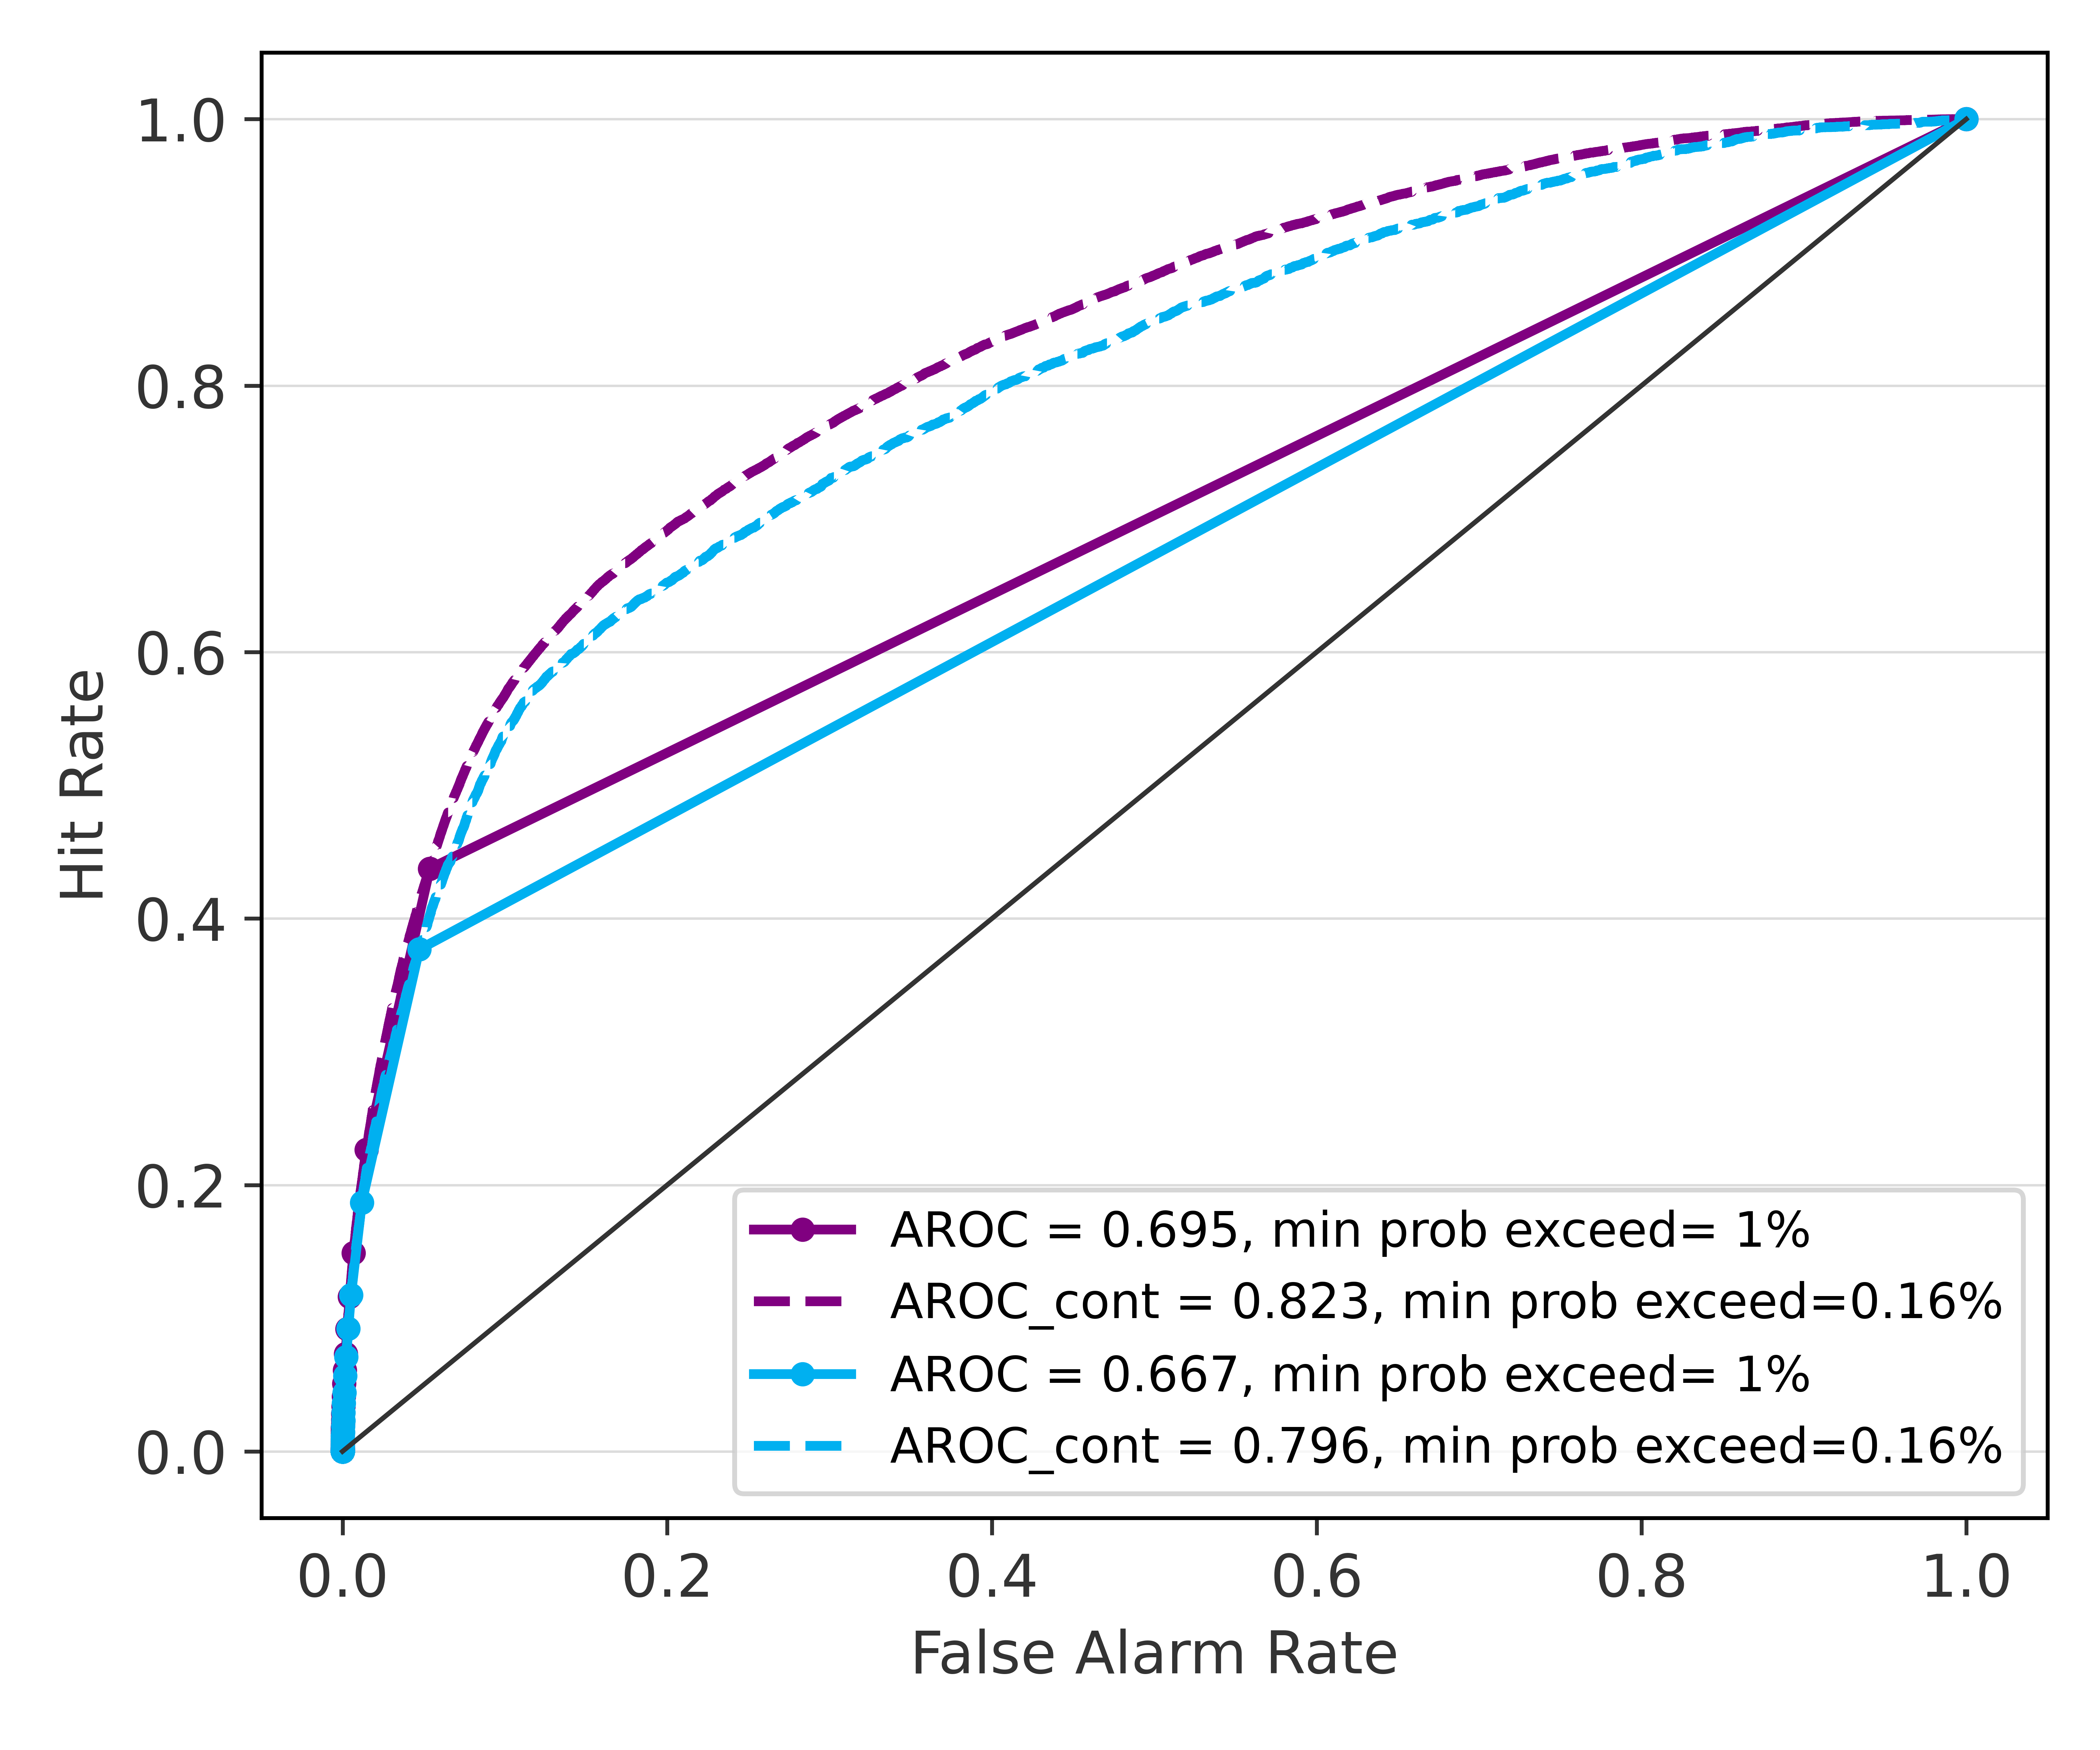 1.0
0.8
0.6
0.4
0.2
0.0
Hit Rate
AROC = 0.695, min prob exceed= 1%
AROC_cont = 0.823, min prob exceed=0.16%
AROC = 0.667, min prob exceed= 1%
AROC_cont = 0.796, min prob exceed=0.16%
0.0 0.2 0.4 0.6 0.8 1.0
False Alarm Rate